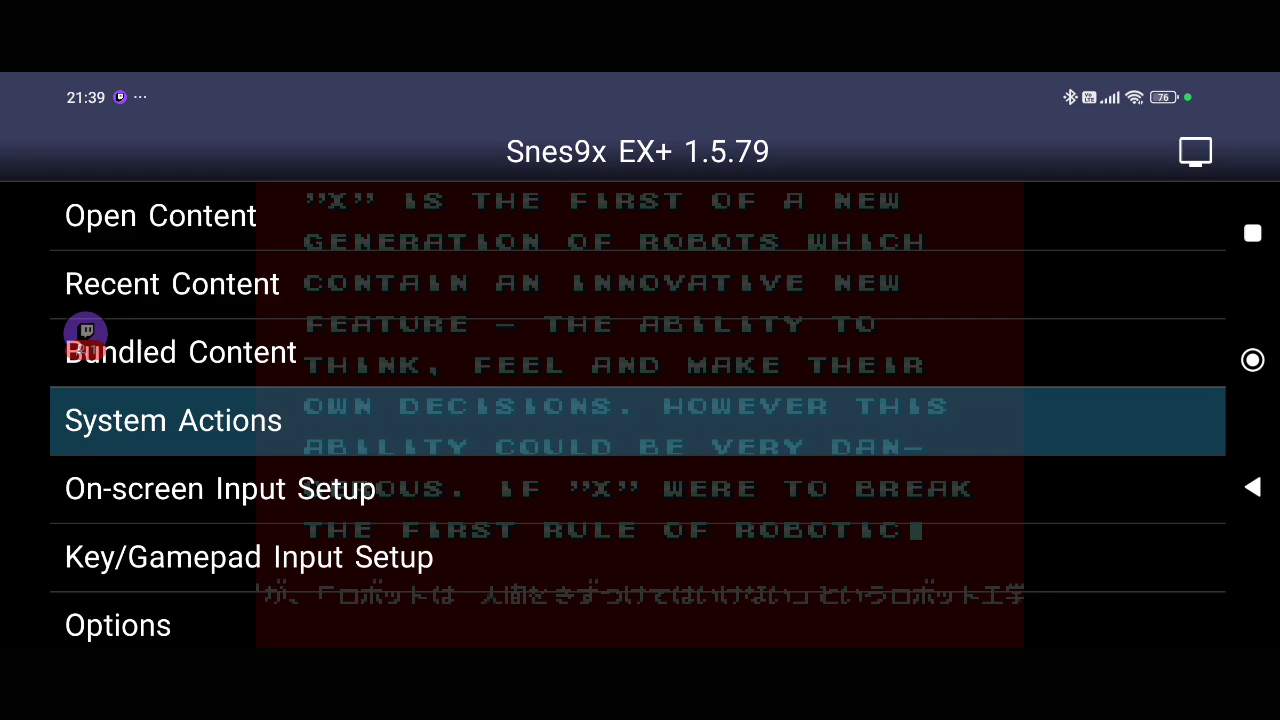 21:39 ...
Vo LTE 76
Snes9x EX+ 1.5.79
Open Content
"X" IS THE FIRST OF A NEW
GENERATION OF ROBOTS WHICH
Recent Content
CONTAIN AN INNOVATIVE NEW
FEATURE – THE ABILITY TO
Bundled Content
THINK, FEEL AND MAKE THEIR
System Actions
OWN DECISIONS. HOWEVER THIS
ABILITY COULD BE VERY DAN–
On-screen Input Setup
GEROUS. IF "X" WERE TO BREAK
THE FIRST RULE OF ROBOTIC
Key/Gamepad Input Setup
が、「ロボットは 人間をきずつけてはいけない」というロボット工学
Options